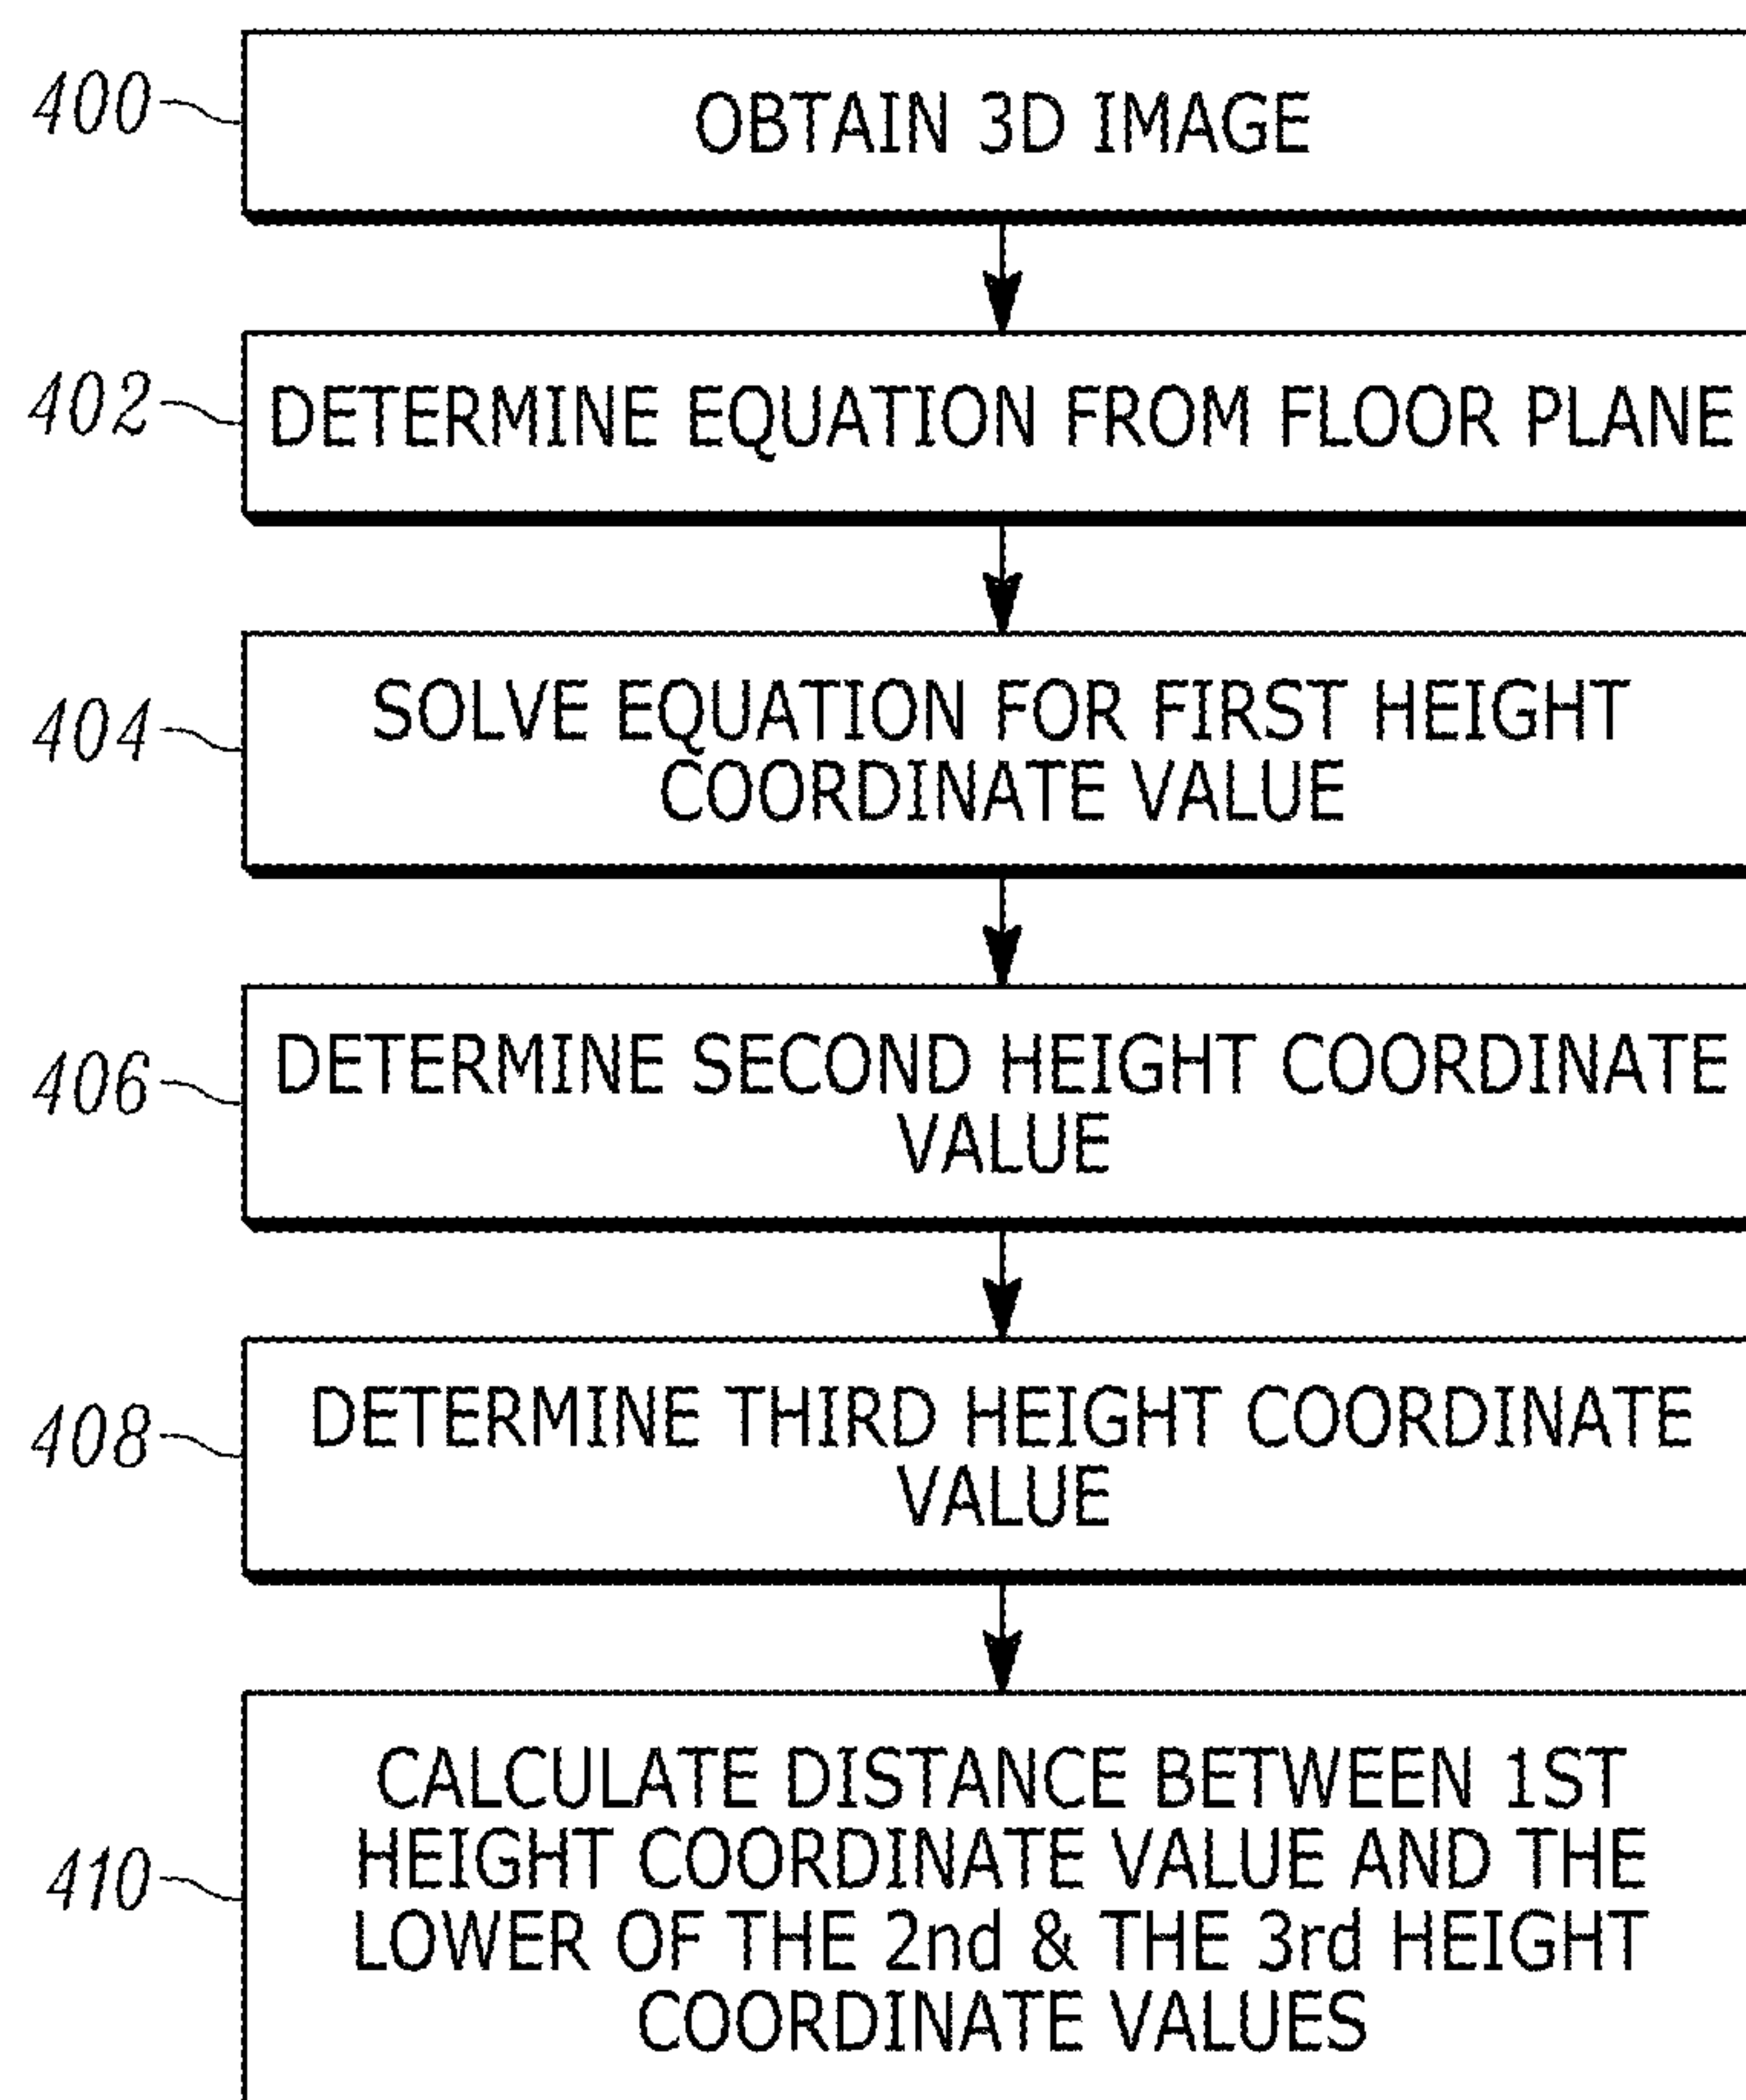 400
OBTAIN 3D IMAGE
402
DETERMINE EQUATION FROM FLOOR PLANE
404
SOLVE EQUATION FOR FIRST HEIGHT
COORDINATE VALUE
406
DETERMINE SECOND HEIGHT COORDINATE
VALUE
408
DETERMINE THIRD HEIGHT COORDINATE
VALUE
410
CALCULATE DISTANCE BETWEEN 1ST
HEIGHT COORDINATE VALUE AND THE
LOWER OF THE 2nd & THE 3rd HEIGHT
COORDINATE VALUES